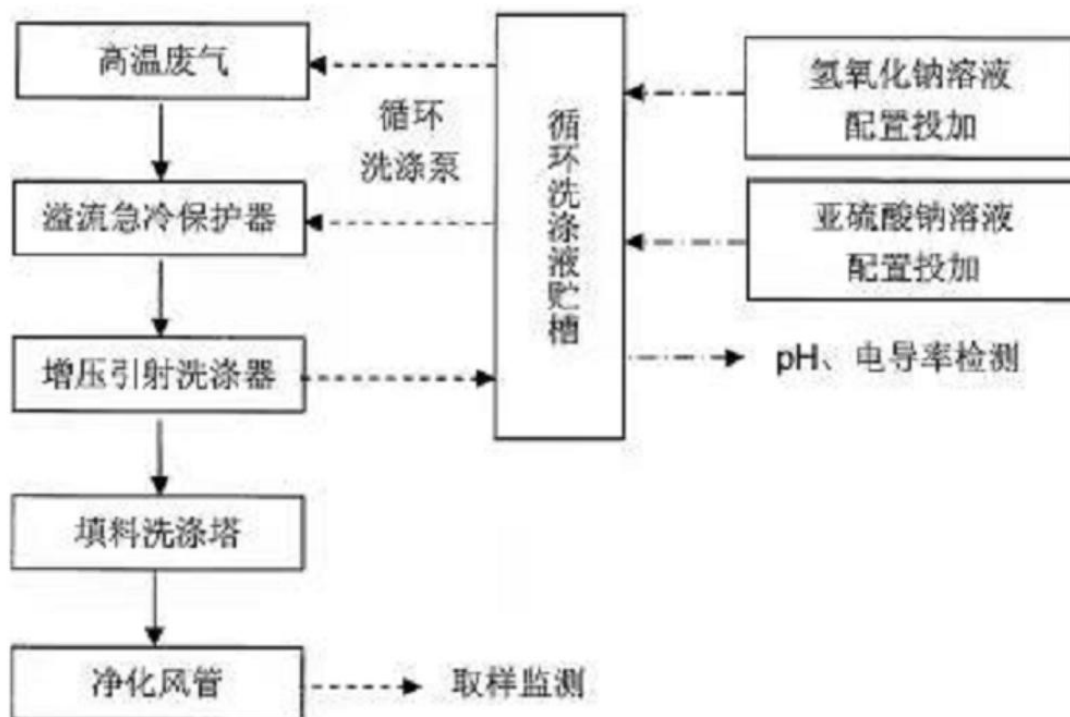 高温废气
循环
洗涤泵
溢流急冷保护器
增压引射洗涤器
填料洗涤塔
净化风管
取样监测
循环洗涤液贮槽
氢氧化钠溶液
配置投加
亚硫酸钠溶液
配置投加
pH、电导率检测